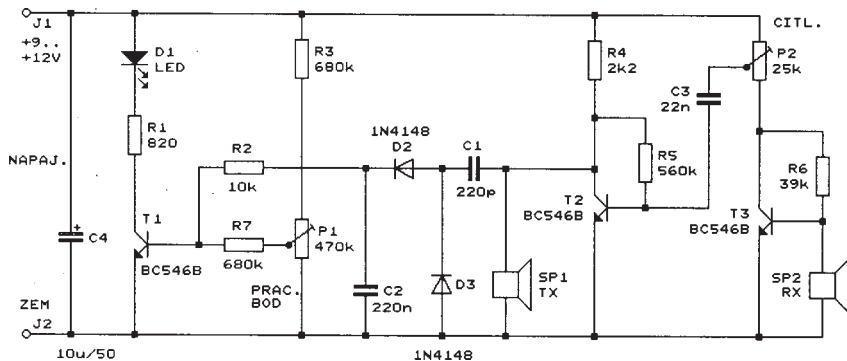 J1
+9..
+12V
D1
LED
R1
820
NAPAJ.
+
C4
T1
BC546B
ZEM
J2
10u/50
R2
10k
R7
680k
R3
680k
P1
470k
PRAC.
BOD
C2
220n
1N4148
D2
C1
220p
D3
1N4148
SP1
TX
R4
2k2
R5
560k
T2
BC546B
C3
22n
CITL.
P2
25k
R6
39k
T3
BC546B
SP2
RX